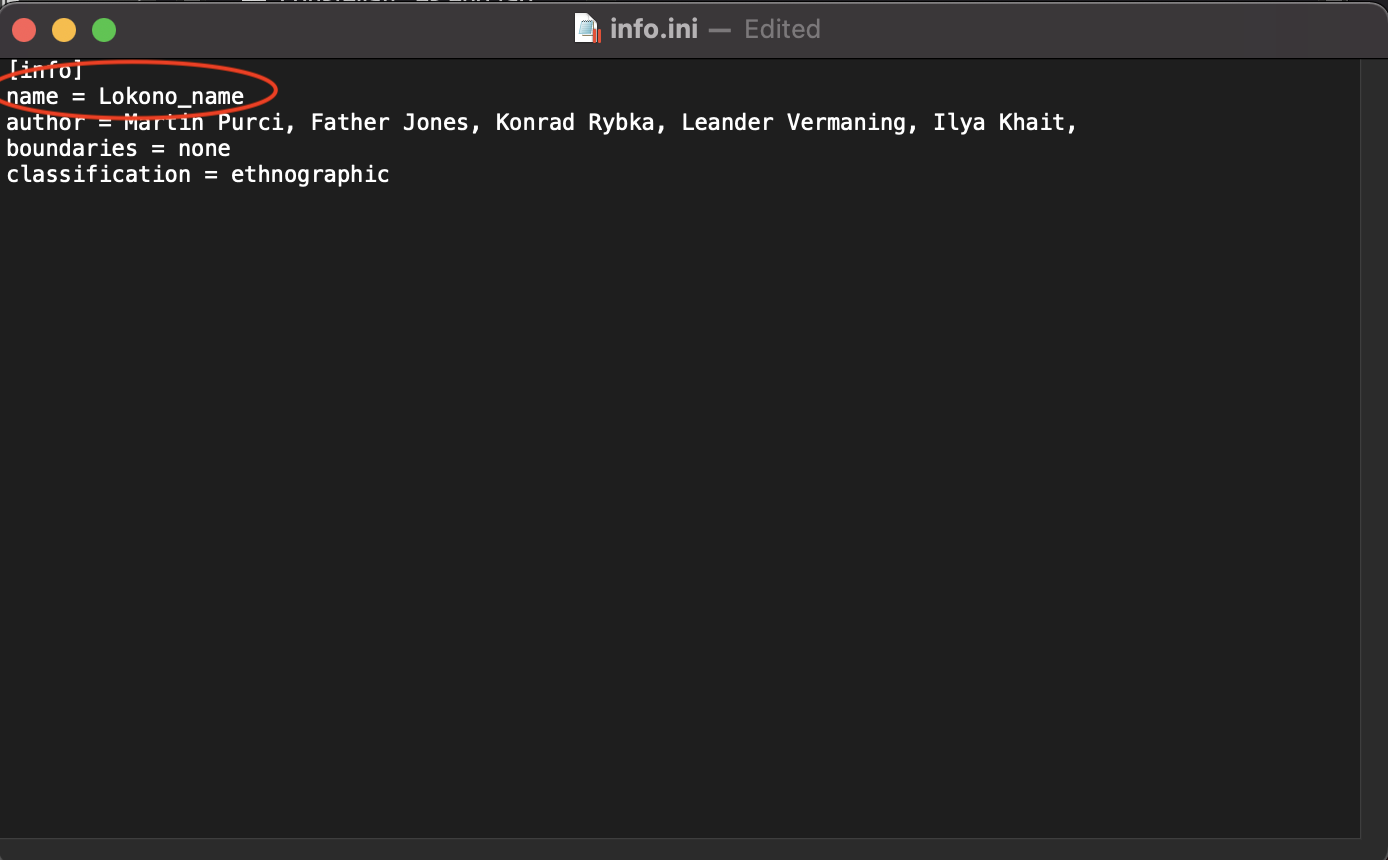 info.ini — Edited
[info]
name = Lokono_name
author = Martin Purci, Father Jones, Konrad Rybka, Leander Vermaning, Ilya Khait,
boundaries = none
classification = ethnographic